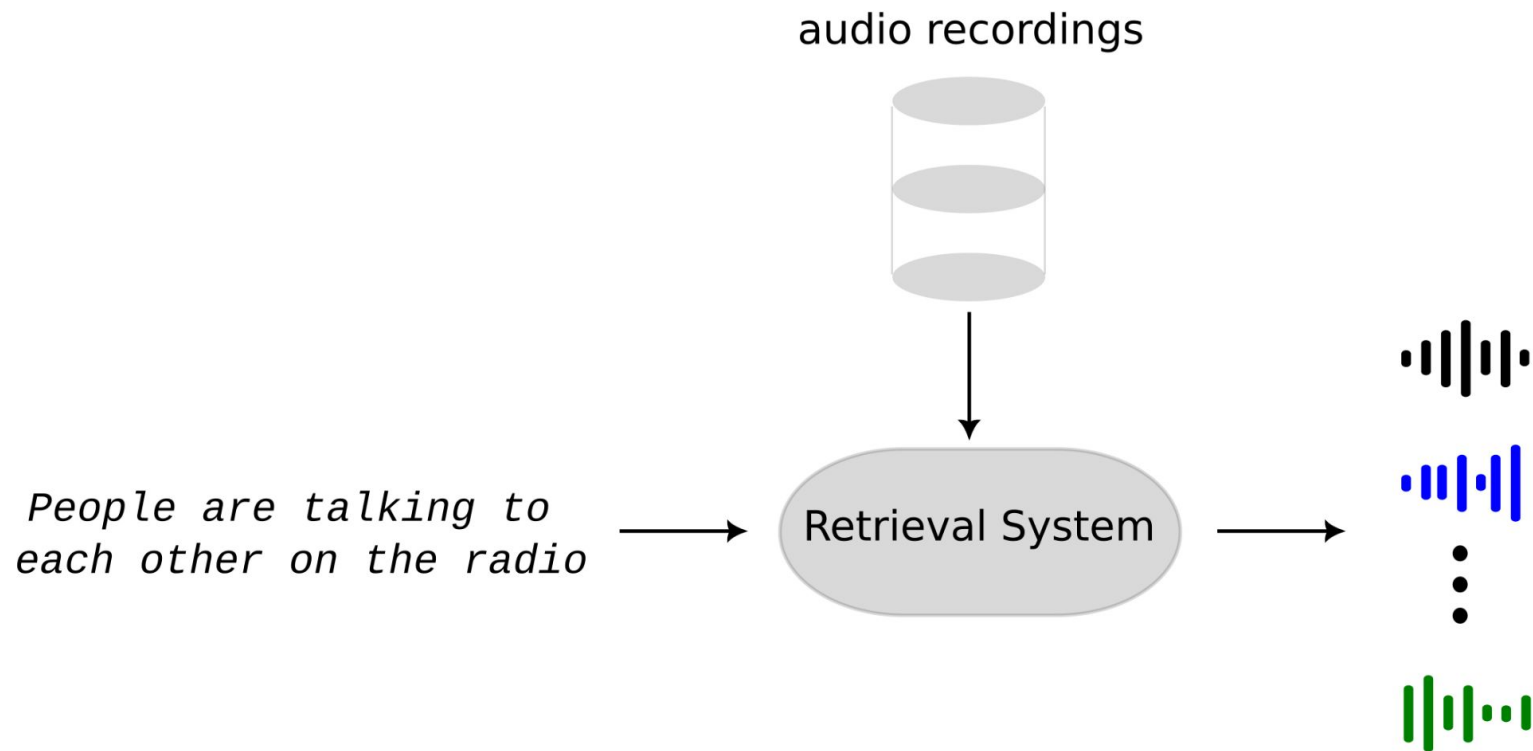 audio recordings
People are talking to
each other on the radio
Retrieval System